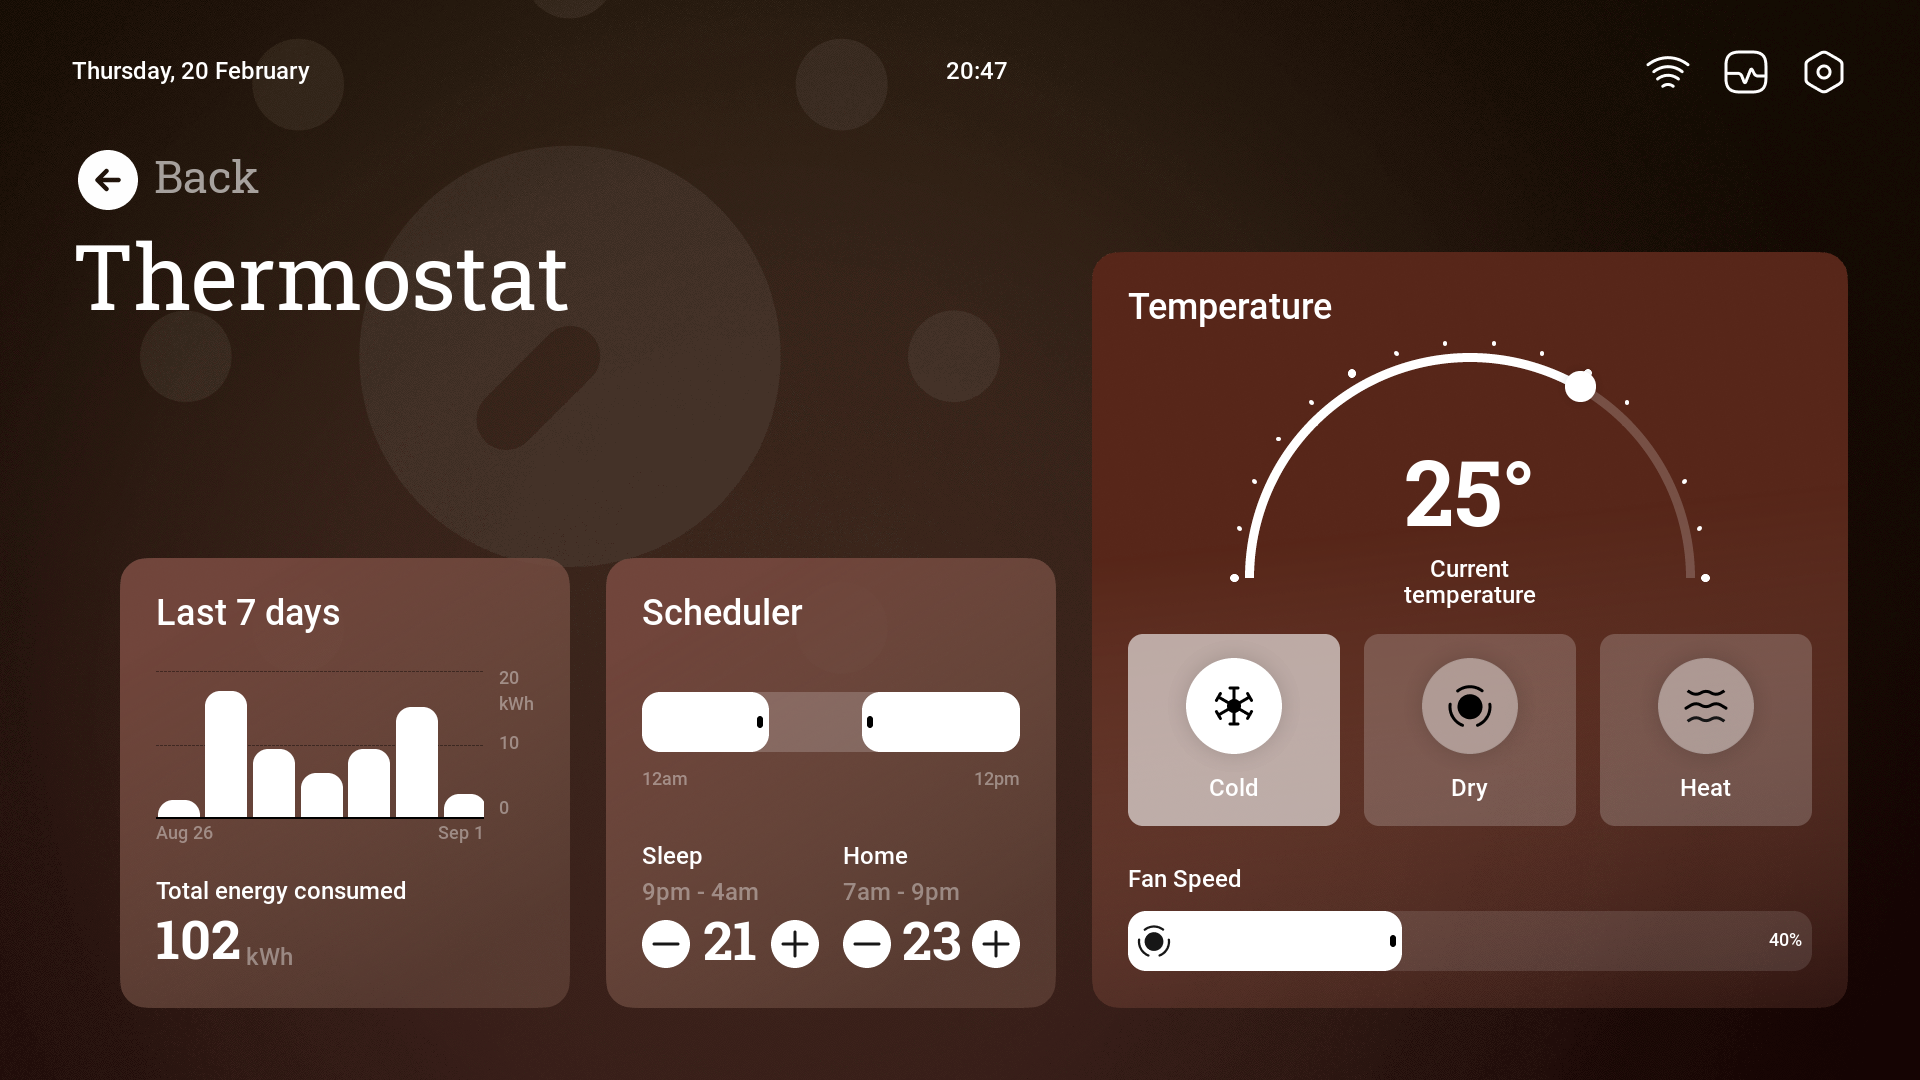 Thursday, 20 February
20:47
Back
Thermostat
Last 7 days
20
kWh
10
0
Aug 26
Sep 1
Total energy consumed
102 kWh
Scheduler
12am
12pm
Sleep
9pm - 4am
21
Home
7am - 9pm
23
Temperature
25°
Current
temperature
Cold
Dry
Heat
Fan Speed
40%